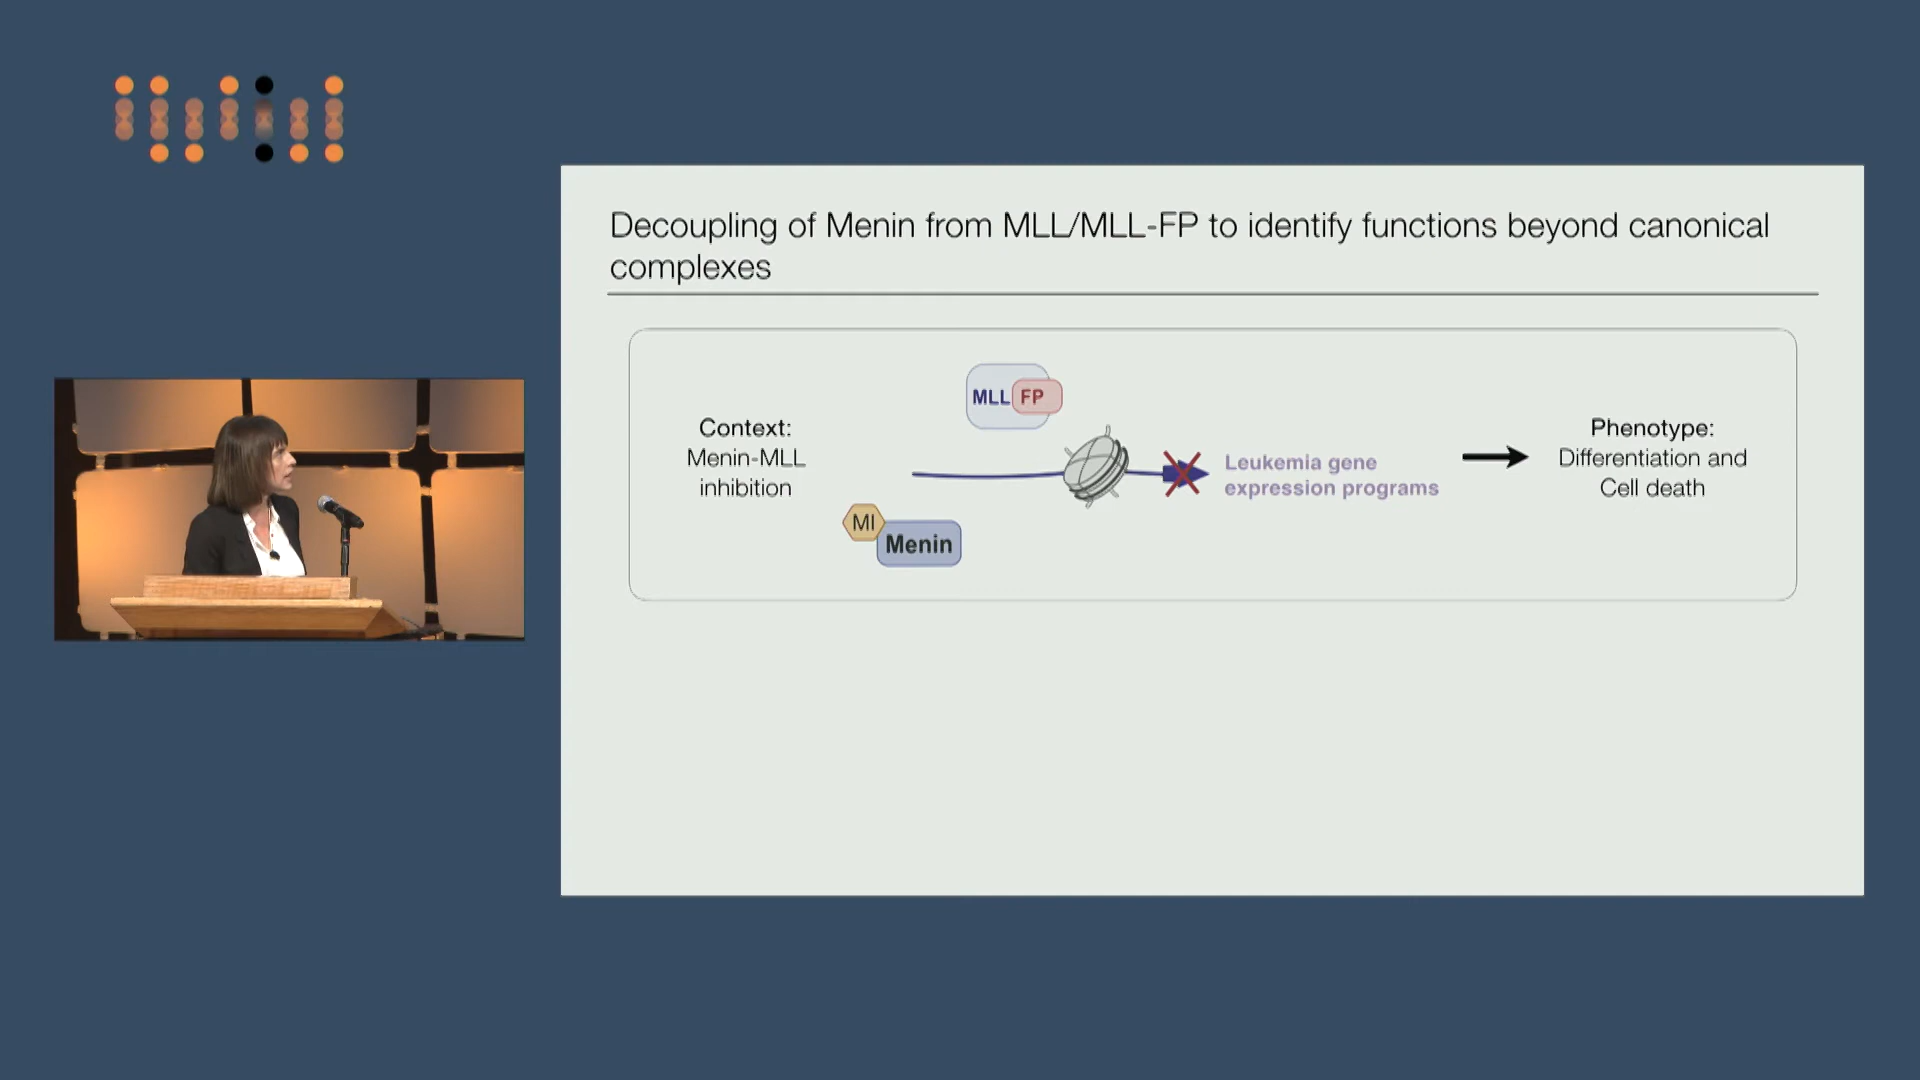 Decoupling of Menin from MLL/MLL-FP to identify functions beyond canonical
complexes
Context:
Menin-MLL
inhibition
MLL FP
MI
Menin
Leukemia gene
expression programs
Phenotype:
Differentiation and
Cell death